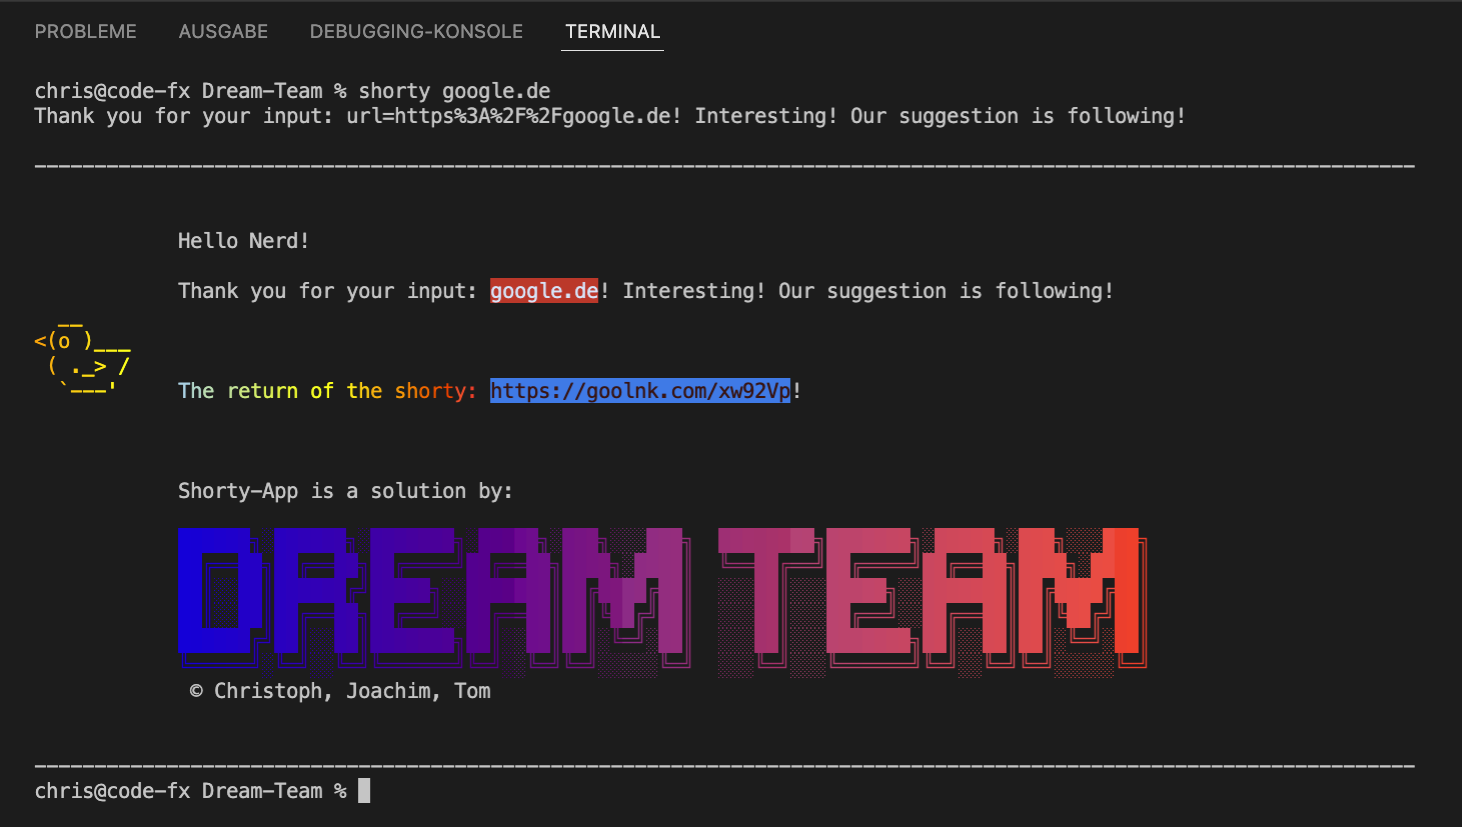 PROBLEME AUSGABE DEBUGGING-KONSOLE TERMINAL
chris@code-fx Dream-Team % shorty google.de
Thank you for your input: url=https%3A%2F%2Fgoogle.de! Interesting! Our suggestion is following!
Hello Nerd!
Thank you for your input: google.de! Interesting! Our suggestion is following!
The return of the shorty: https://goolnk.com/xw92Vp!
Shorty-App is a solution by:
DREAM TEAM
© Christoph, Joachim, Tom
chris@code-fx Dream-Team %